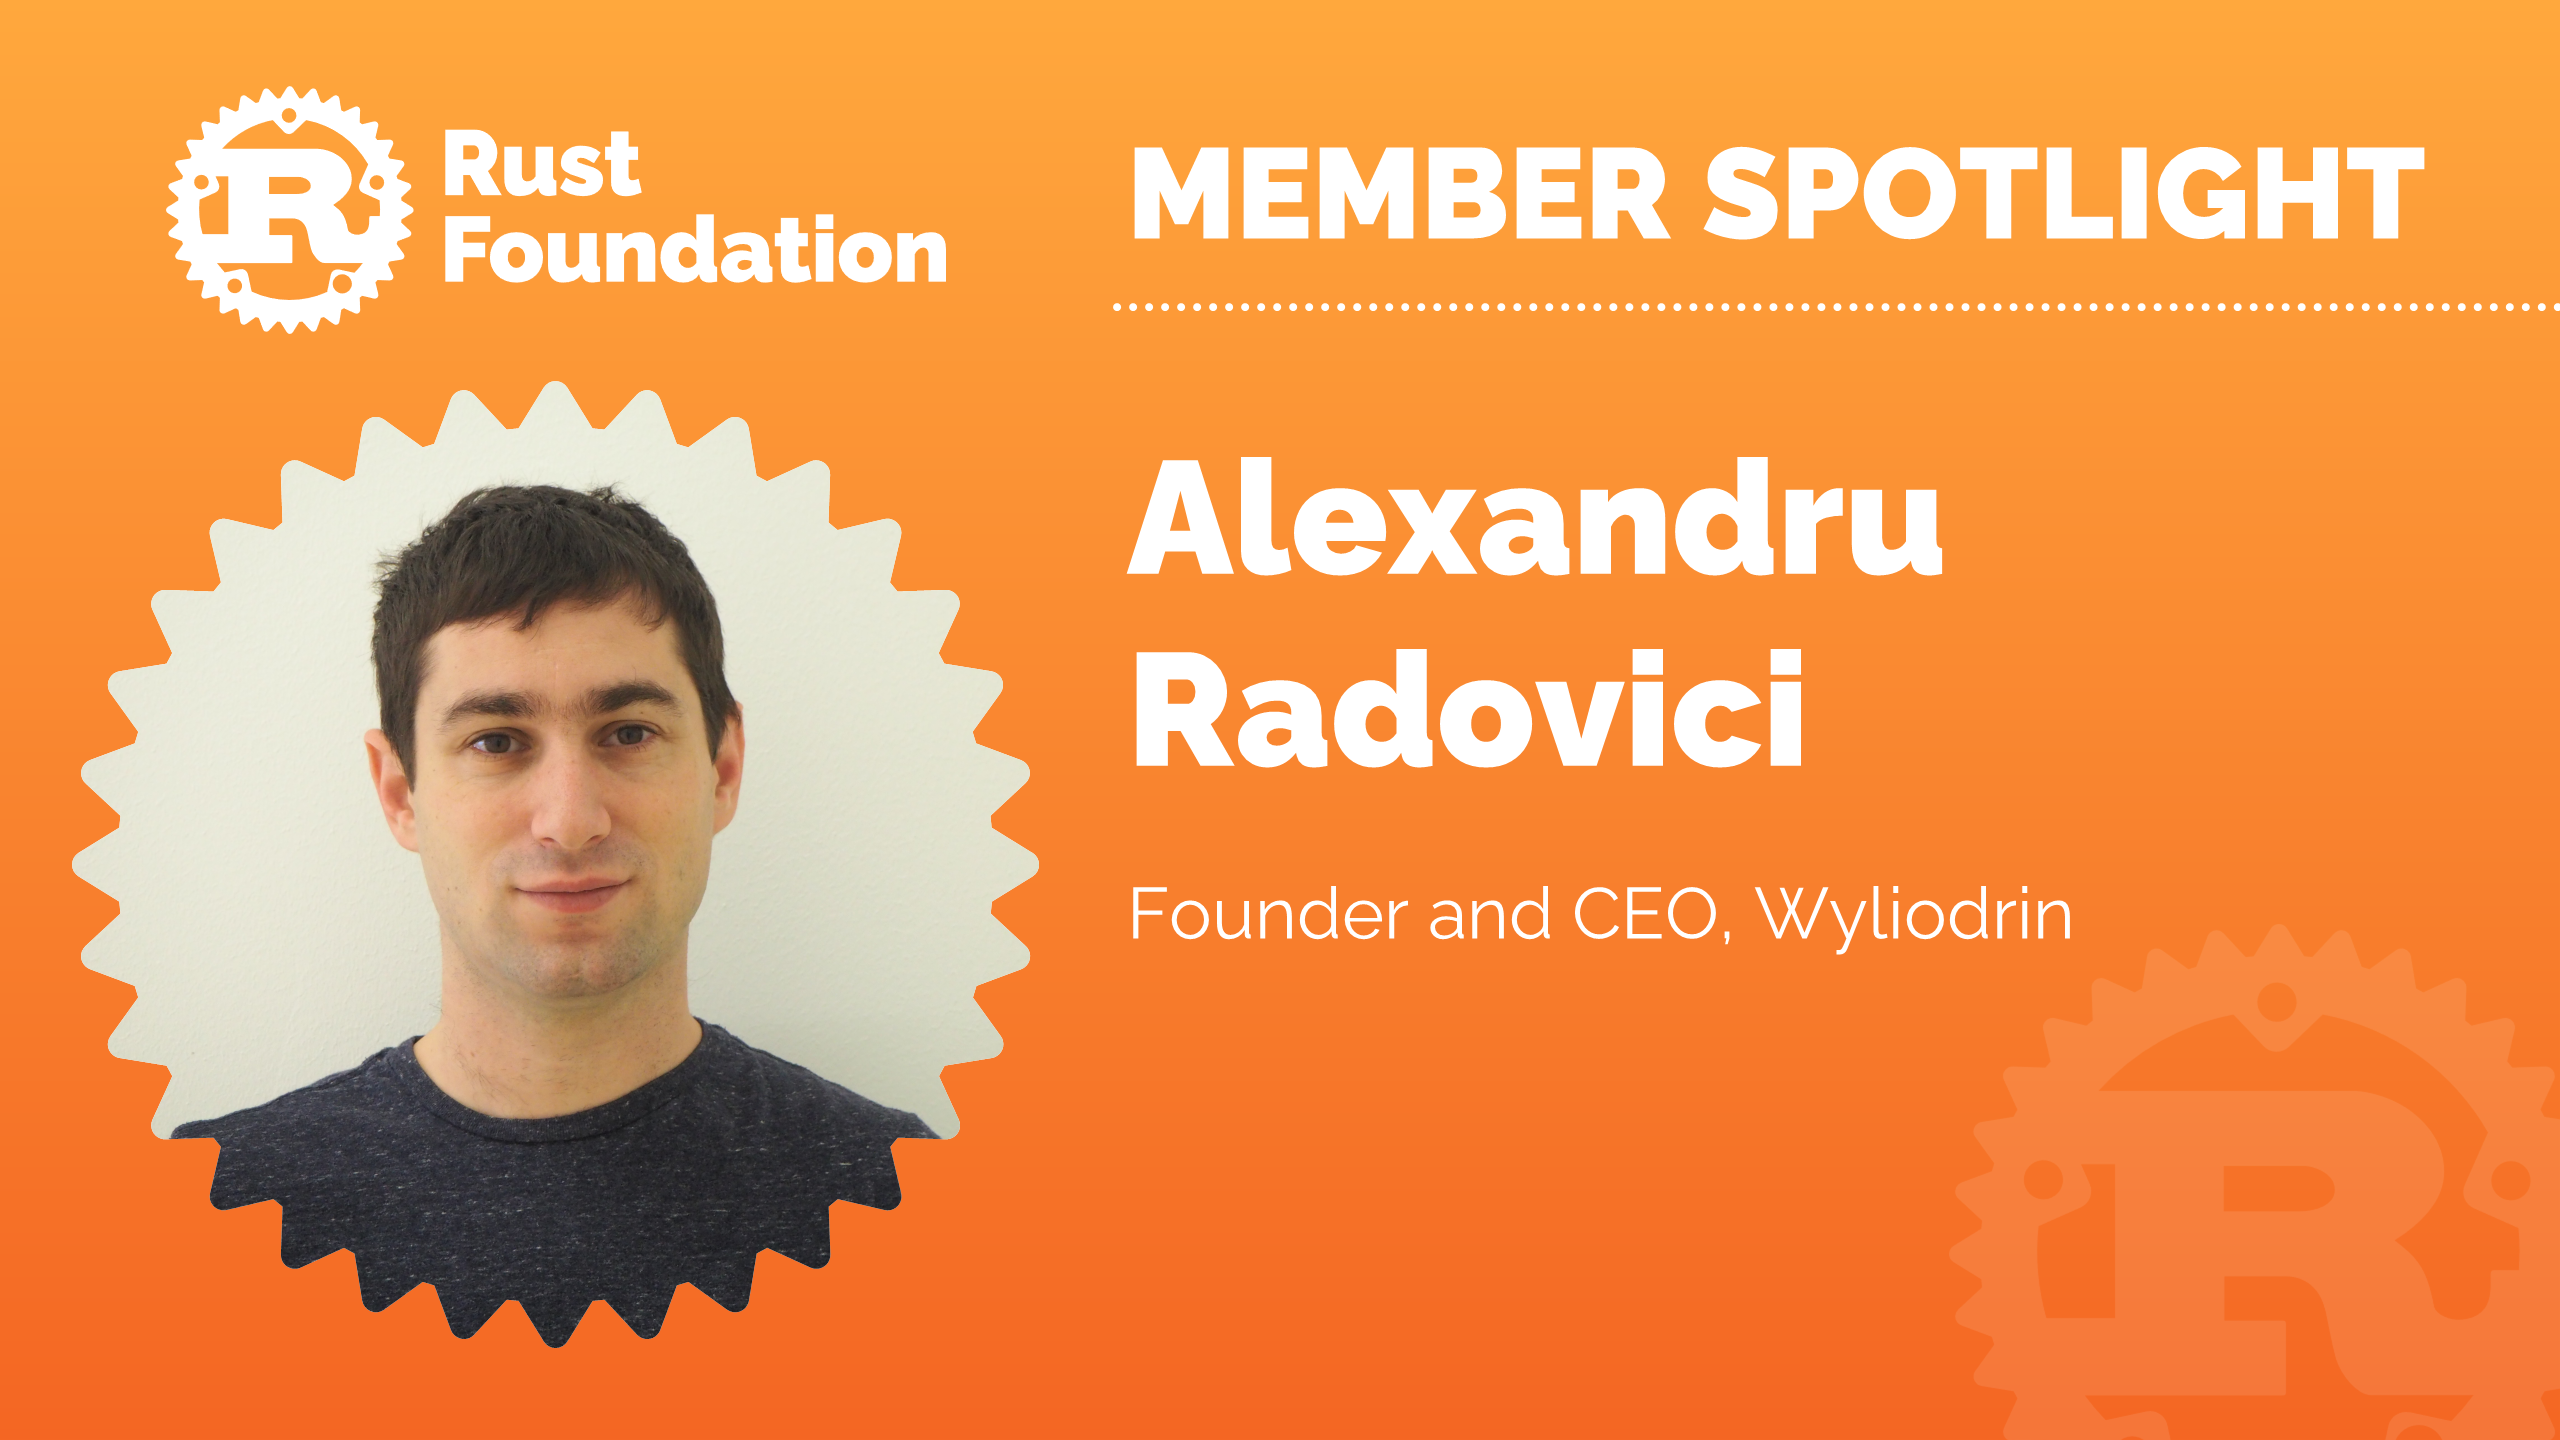 Rust
Foundation
MEMBER SPOTLIGHT
Alexandru
Radovici
Founder and CEO, Wyliodrin